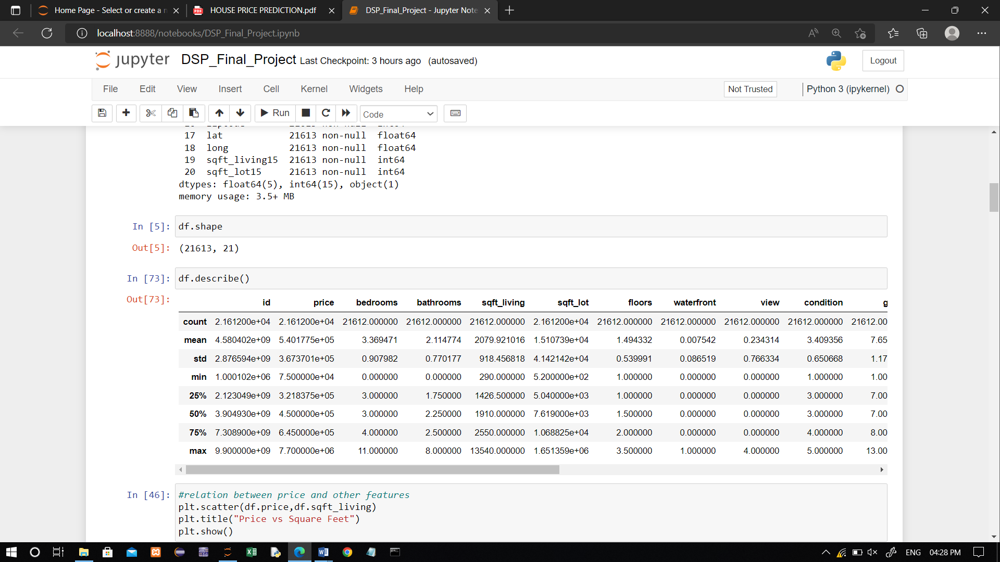 Home Page - Select or create a n
HOUSE PRICE PREDICTION.pdf
DSP_Final_Project - Jupyter Note
localhost:8888/notebooks/DSP_Final_Project.ipynb
jupyter DSP_Final_Project Last Checkpoint: 3 hours ago (autosaved)
Logout
File Edit View Insert Cell Kernel Widgets Help
Not Trusted
Python 3 (ipykernel)
Run
Code
17 lat 21613 non-null float64
18 long 21613 non-null float64
19 sqft_living15 21613 non-null int64
20 sqft_lot15 21613 non-null int64
dtypes: float64(5), int64(15), object(1)
memory usage: 3.5+ MB
In [5]: df.shape
Out[5]: (21613, 21)
In [73]: df.describe()
Out[73]:
id price bedrooms bathrooms sqft_living sqft_lot floors waterfront view condition g
count 2.161200e+04 2.161200e+04 21612.000000 21612.000000 21612.000000 2.161200e+04 21612.000000 21612.000000 21612.000000 21612.000000 21612.00
mean 4.580402e+09 5.401775e+05 3.369471 2.114774 2079.921016 1.510739e+04 1.494332 0.007542 0.234314 3.409356 7.65
std 2.876594e+09 3.673701e+05 0.907982 0.770177 918.456818 4.142142e+04 0.539991 0.086519 0.766334 0.650668 1.17
min 1.000102e+06 7.500000e+04 0.000000 0.000000 290.000000 5.200000e+02 1.000000 0.000000 0.000000 1.000000 1.00
25% 2.123049e+09 3.218375e+05 3.000000 1.750000 1426.500000 5.040000e+03 1.000000 0.000000 0.000000 3.000000 7.00
50% 3.904930e+09 4.500000e+05 3.000000 2.250000 1910.000000 7.619000e+03 1.500000 0.000000 0.000000 3.000000 7.00
75% 7.308900e+09 6.450000e+05 4.000000 2.500000 2550.000000 1.068825e+04 2.000000 0.000000 0.000000 4.000000 8.00
max 9.900000e+09 7.700000e+06 11.000000 8.000000 13540.000000 1.651359e+06 3.500000 1.000000 4.000000 5.000000 13.00
In [46]: #relation between price and other features
plt.scatter(df.price,df.sqft_living)
plt.title("Price vs Square Feet")
plt.show()
ENG 04:28 PM